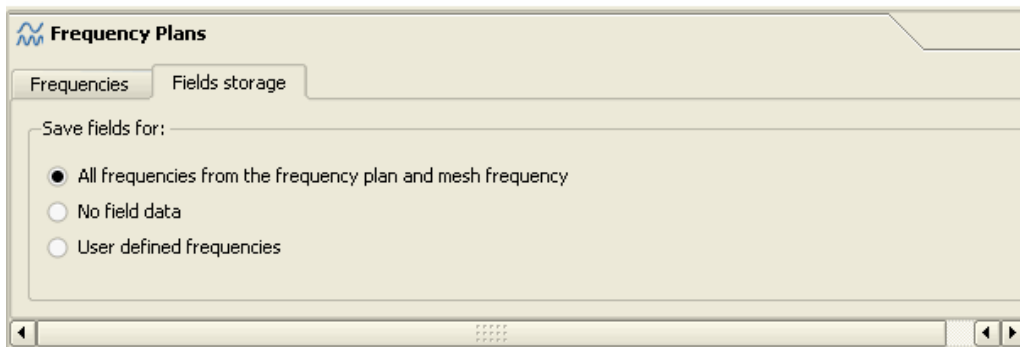 Frequency Plans
Frequencies Fields storage
Save fields for:
All frequencies from the frequency plan and mesh frequency
No field data
User defined frequencies